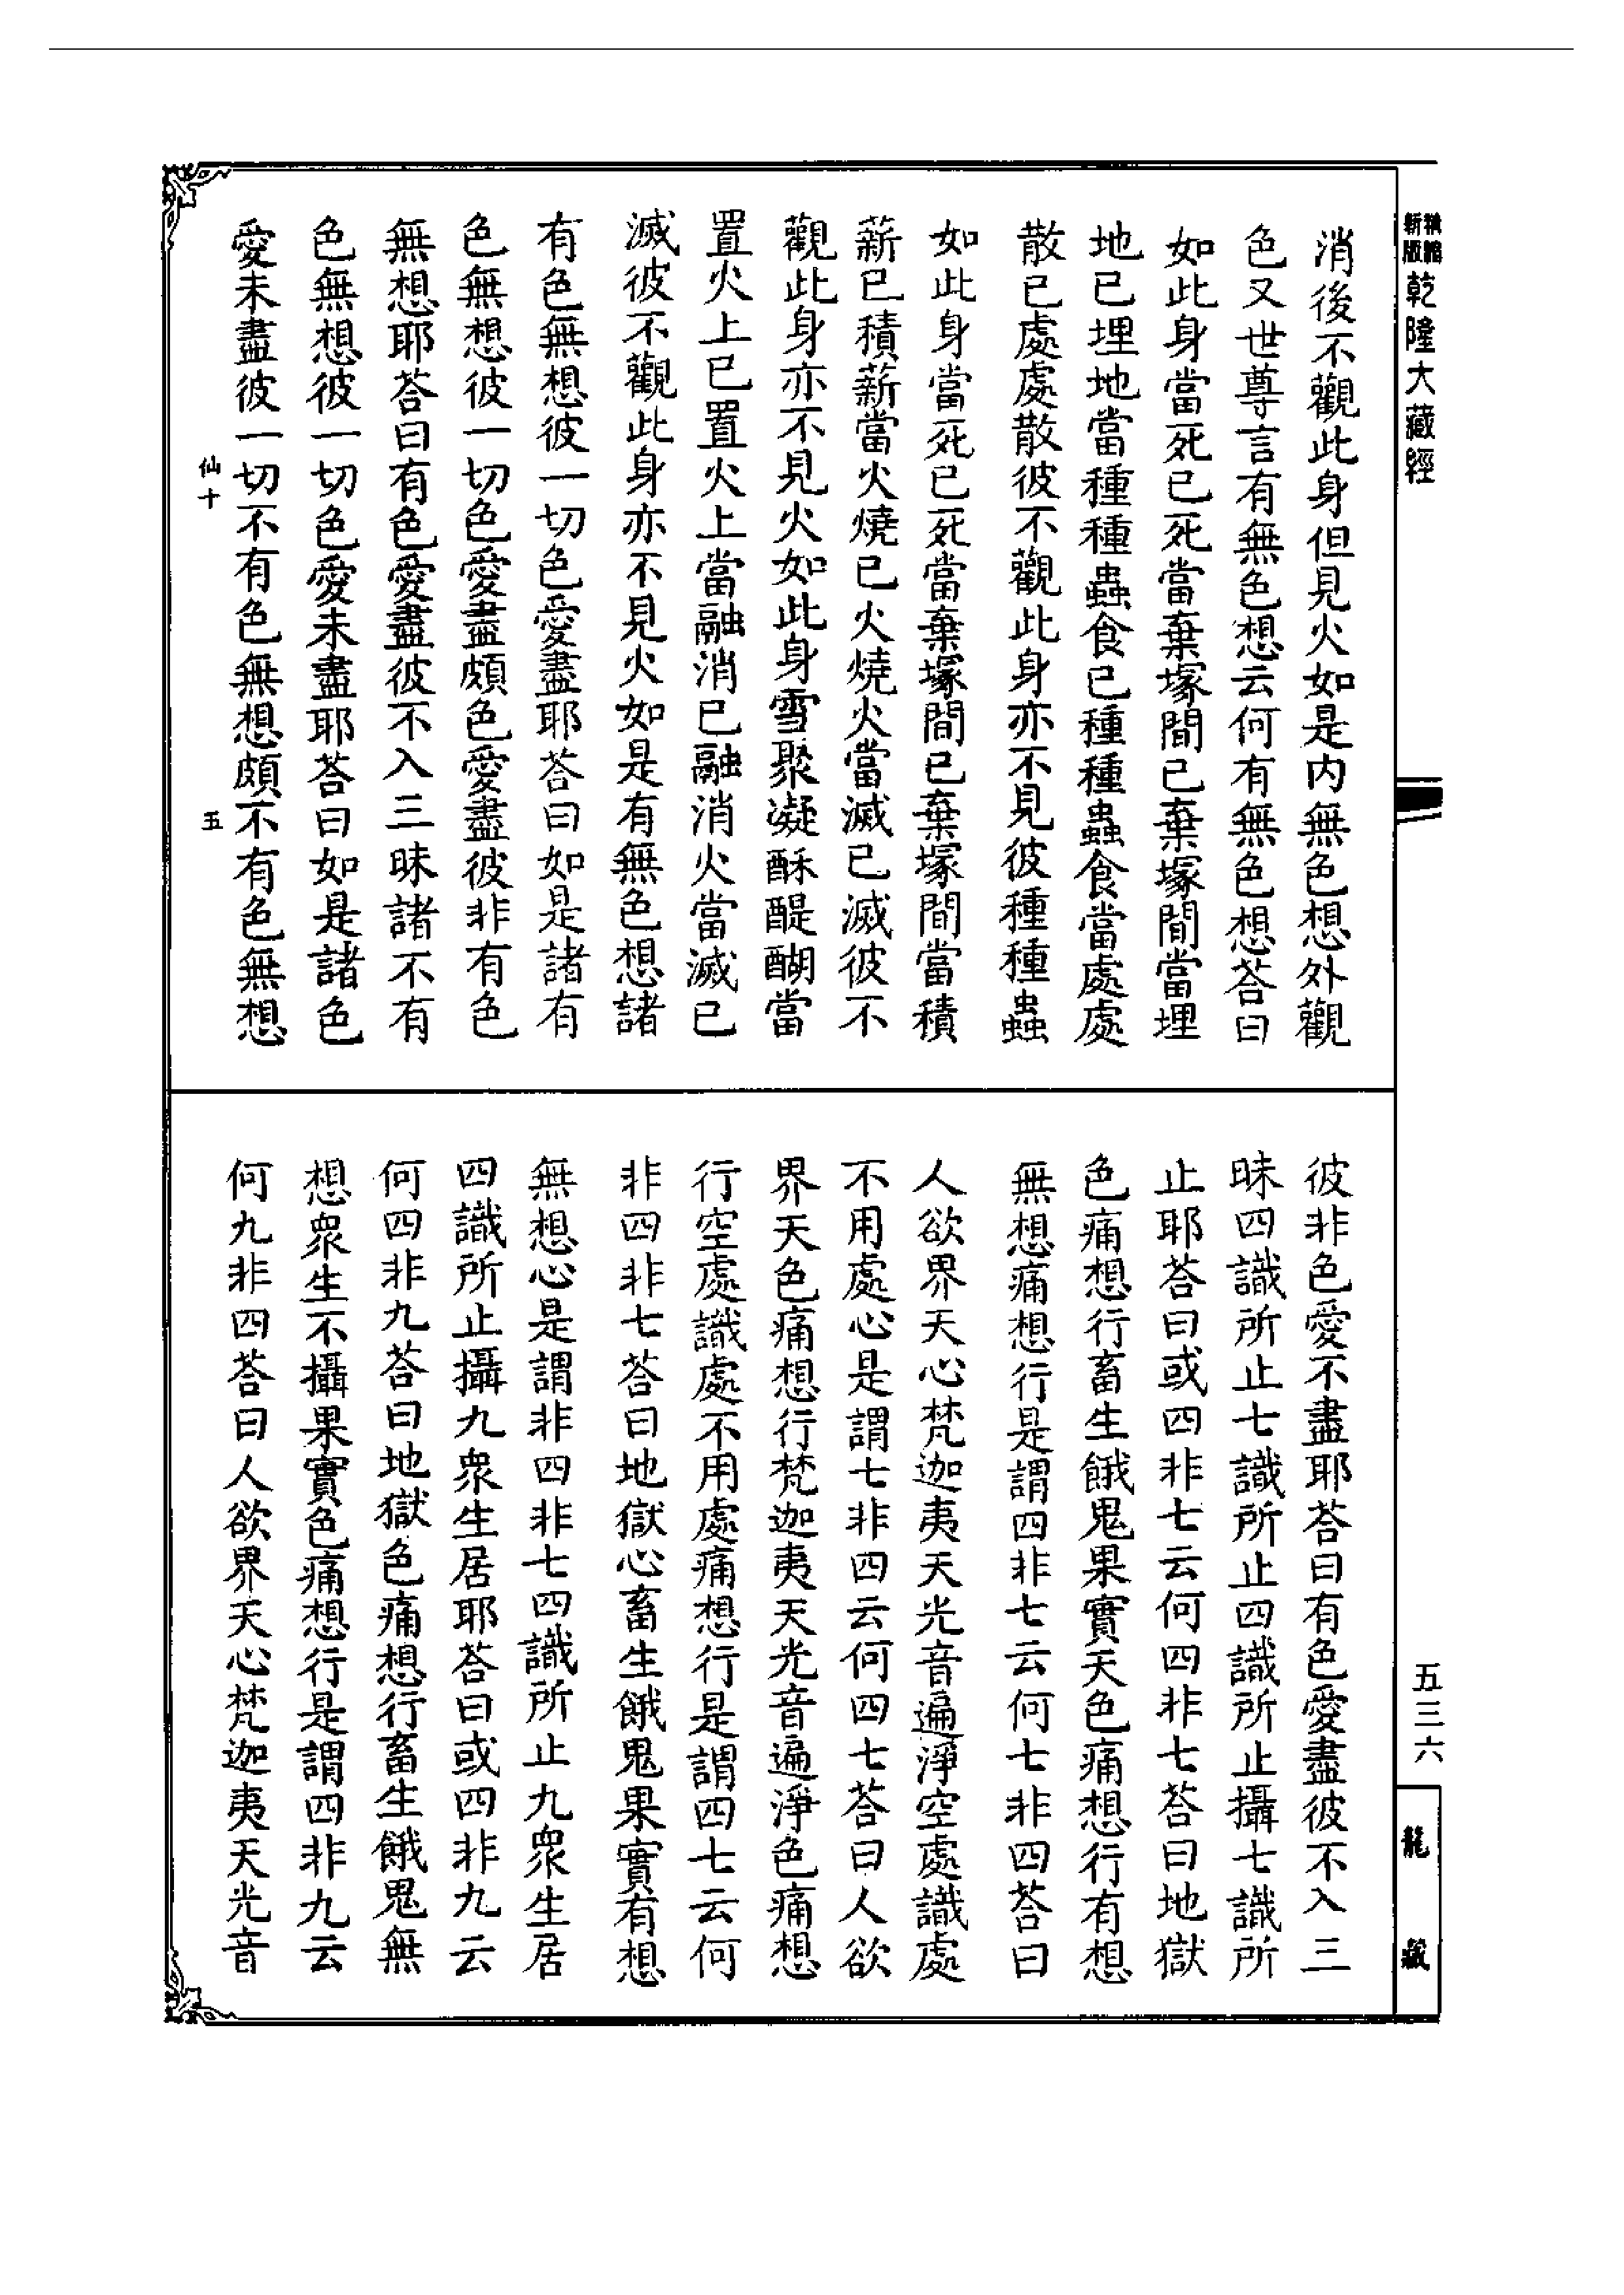 新版
乾隆大藏經
消後不觀此身但見火如是内無色想外觀
色又世尊言有無色想云何有無色想荅曰
如此身當死已死當棄塚間已棄塚間當埋
地已埋地當種種蟲食已種種蟲食當處處
散已處處散彼不觀此身亦不見彼種種蟲
如此身當死已死當棄塚間已棄塚間當積
薪已積薪當火燒已火燒火當滅已滅彼不
觀此身亦不見火如此身雪聚凝酥醍醐當
置火上已置火上當融消已融消火當滅已
滅彼不觀此身亦不見火如是有無色想諸
有色無想彼一切色愛盡耶荅曰如是諸有
色無想彼一切色愛盡頗色愛盡彼非有色
無想耶荅曰有色愛盡彼不入三昧諸不有
色無想彼一切色愛未盡耶荅曰如是諸色
愛未盡彼一切不有色無想頗不有色無想
仙十
五
彼非色愛不盡耶荅曰有色愛盡彼不入三
昧四識所止七識所止四識所止攝七識所
止耶荅曰或四非七云何四非七荅曰地獄
色痛想行畜生餓鬼果實天色痛想行有想
無想痛想行是謂四非七云何七非四荅曰
人欲界天心梵迦夷天光音遍淨空處識處
不用處心是謂七非四云何四七荅曰人欲
界天色痛想行梵迦夷天光音遍淨色痛想
行空處識處不用處痛想行是謂四七云何
非四非七荅曰地獄心畜生餓鬼果實有想
無想心是謂非四非七四識所止九衆生居
四識所止攝九衆生居耶荅曰或四非九云
何四非九荅曰地獄色痛想行畜生餓鬼無
想衆生不攝果實色痛想行是謂四非九云
何九非四荅曰人欲界天心梵迦夷天光音
五三六
龍藏